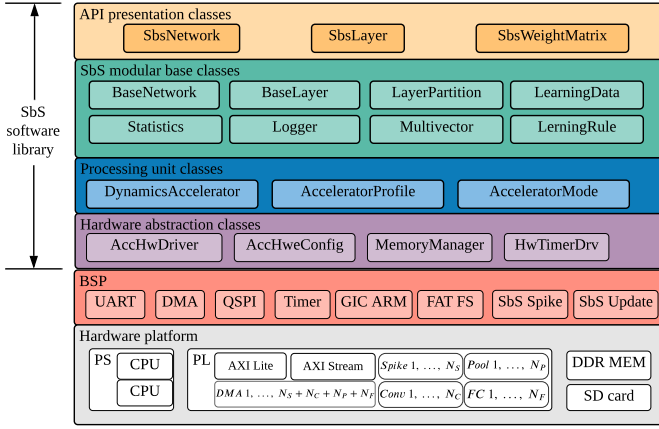 API presentation classes
SbsNetwork SbsLayer SbsWeightMatrix
SbS modular base classes
BaseNetwork BaseLayer LayerPartition LearningData
Statistics Logger Multivector LerningRule
SbS
software
library
Processing unit classes
DynamicsAccelerator AcceleratorProfile AcceleratorMode
Hardware abstraction classes
AccHwDriver AccHweConfig MemoryManager HwTimerDrv
BSP
UART DMA QSPI Timer GIC ARM FAT FS SbS Spike SbS Update
Hardware platform
PS CPU PL AXI Lite AXI Stream Spike 1, …, N_S Pool 1, …, N_P DDR MEM
CPU DMA 1, …, N_S + N_C + N_P + N_F Conv 1, …, N_C FC 1, …, N_F SD card